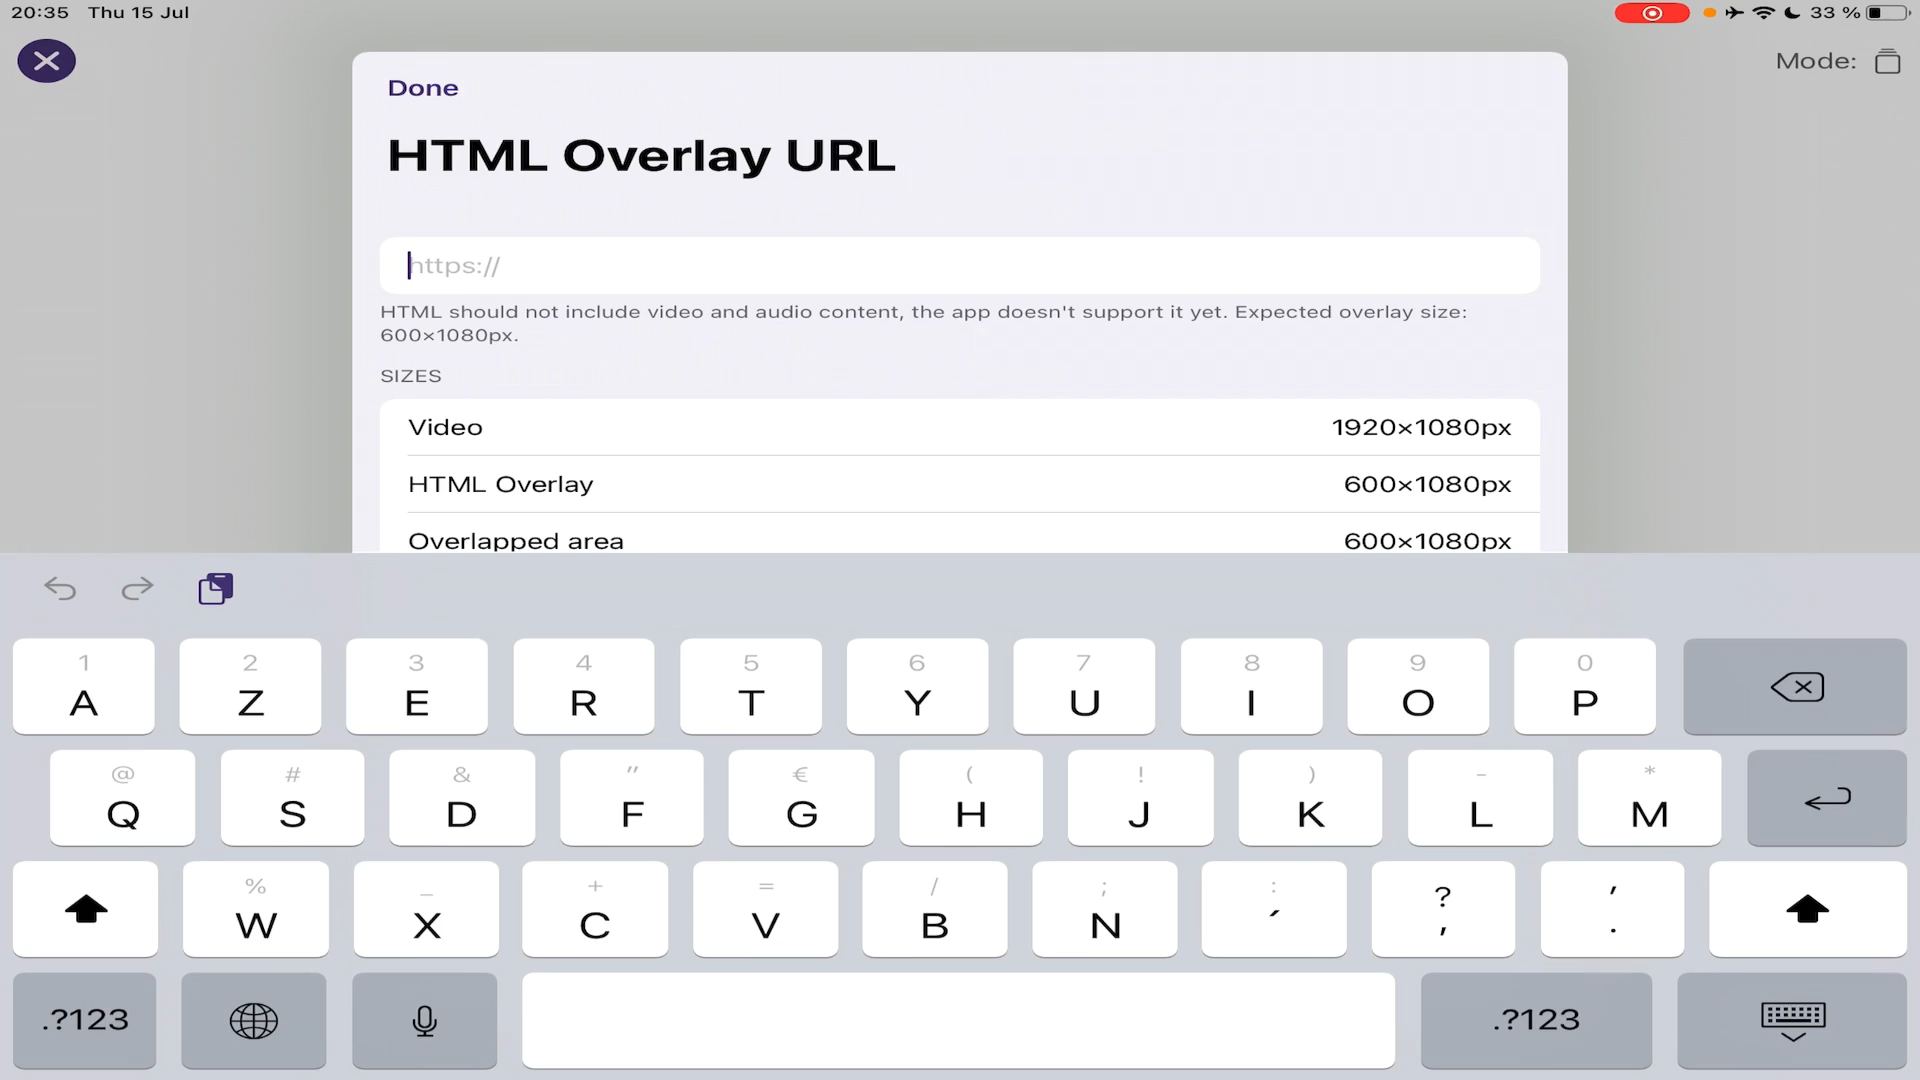 20:35 Thu 15 Jul
33 %
Mode:
Done
HTML Overlay URL
https://
HTML should not include video and audio content, the app doesn't support it yet. Expected overlay size:
600×1080px.
SIZES
Video 1920×1080px
HTML Overlay 600×1080px
Overlapped area 600×1080px
1 2 3 4 5 6 7 8 9 0
A Z E R T Y U I O P
@ # & " € ( ! ) - *
Q S D F G H J K L M
% _ + = / ; : ? '
W X C V B N ´ , .
.?123 .?123